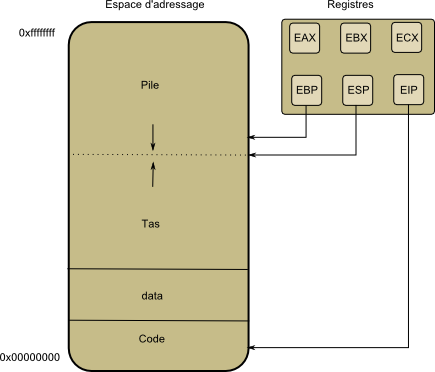 Espace d'adressage
Registres
0xffffffff
EAX
EBX
ECX
Pile
EBP
ESP
EIP
Tas
data
Code
0x00000000